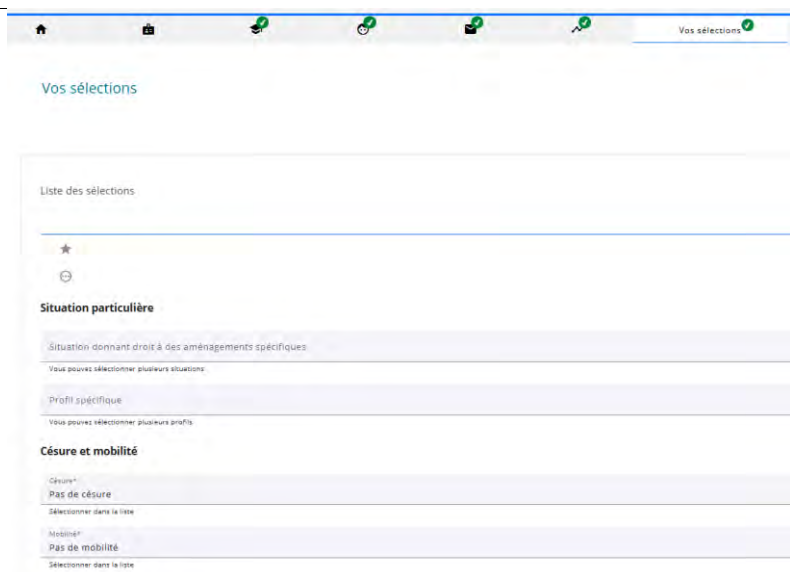 Vos sélections
Vos sélections
Liste des sélections
Situation particulière
Situation donnant droit à des aménagements spécifiques
Vous pouvez sélectionner plusieurs situations
Profil spécifique
Vous pouvez sélectionner plusieurs profils
Césure et mobilité
Césure*
Pas de césure
Sélectionner dans la liste
Mobilité*
Pas de mobilité
Sélectionner dans la liste